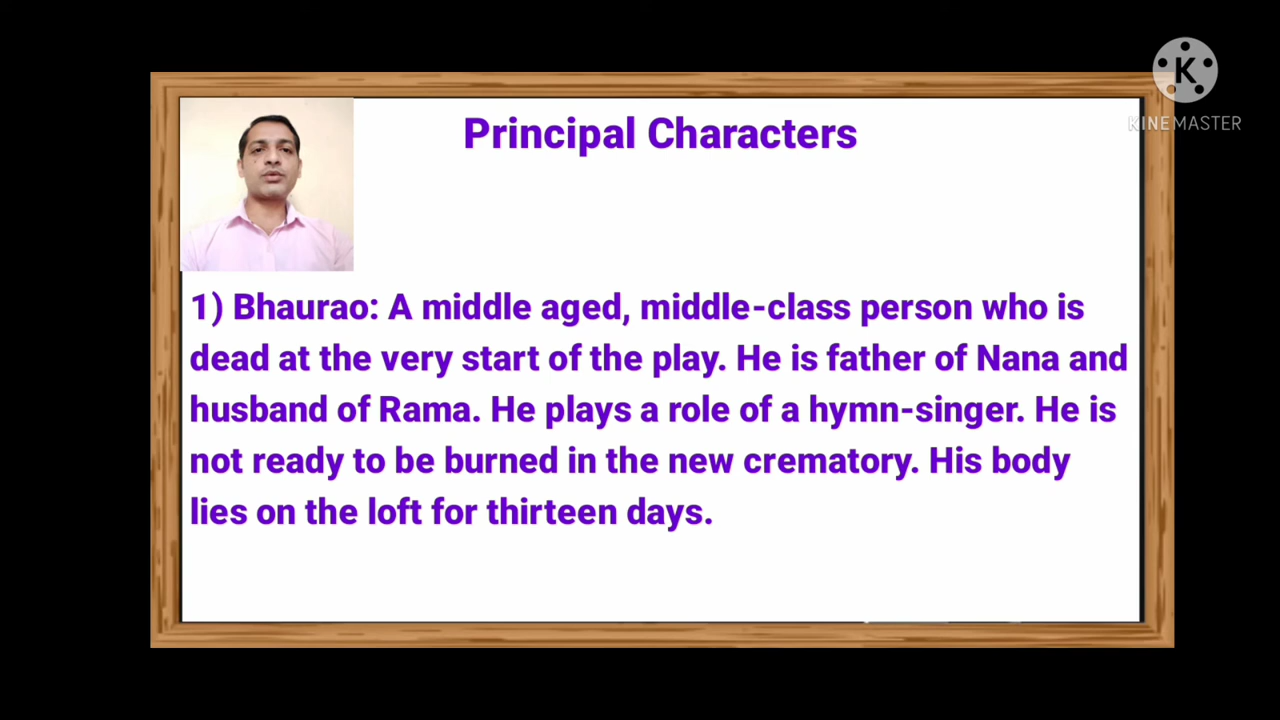 K
KINEMASTER
Principal Characters
1) Bhaurao: A middle aged, middle-class person who is
dead at the very start of the play. He is father of Nana and
husband of Rama. He plays a role of a hymn-singer. He is
not ready to be burned in the new crematory. His body
lies on the loft for thirteen days.